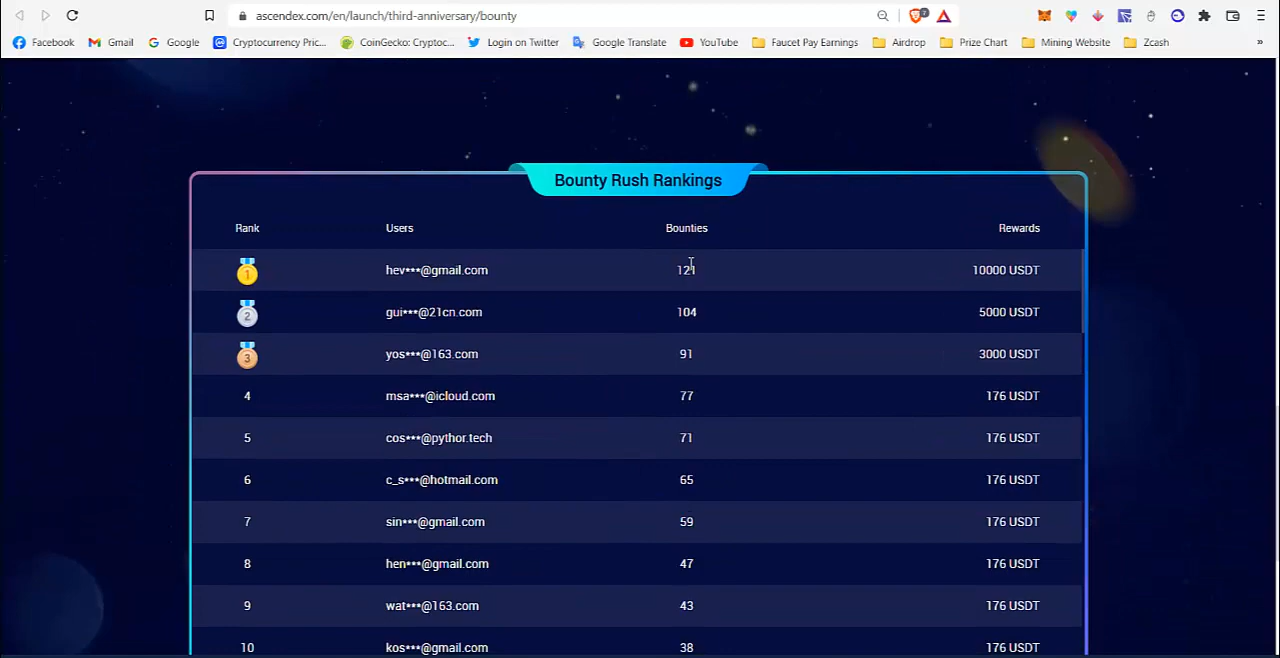 ascendex.com/en/launch/third-anniversary/bounty
7
Facebook Gmail Google Cryptocurrency Pric... CoinGecko: Cryptoc... Login on Twitter Google Translate YouTube Faucet Pay Earnings Airdrop Prize Chart Mining Website Zcash »
Bounty Rush Rankings
Rank Users Bounties Rewards
1 hev***@gmail.com 121 10000 USDT
2 gui***@21cn.com 104 5000 USDT
3 yos***@163.com 91 3000 USDT
4 msa***@icloud.com 77 176 USDT
5 cos***@pythor.tech 71 176 USDT
6 c_s***@hotmail.com 65 176 USDT
7 sin***@gmail.com 59 176 USDT
8 hen***@gmail.com 47 176 USDT
9 wat***@163.com 43 176 USDT
10 kos***@gmail.com 38 176 USDT